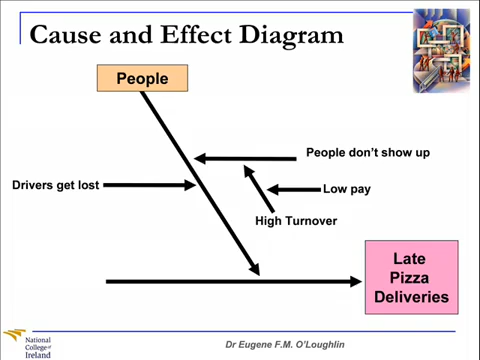 Cause and Effect Diagram
People
People don't show up
Drivers get lost
Low pay
High Turnover
Late
Pizza
Deliveries
National
College of
Ireland
Dr Eugene F.M. O'Loughlin